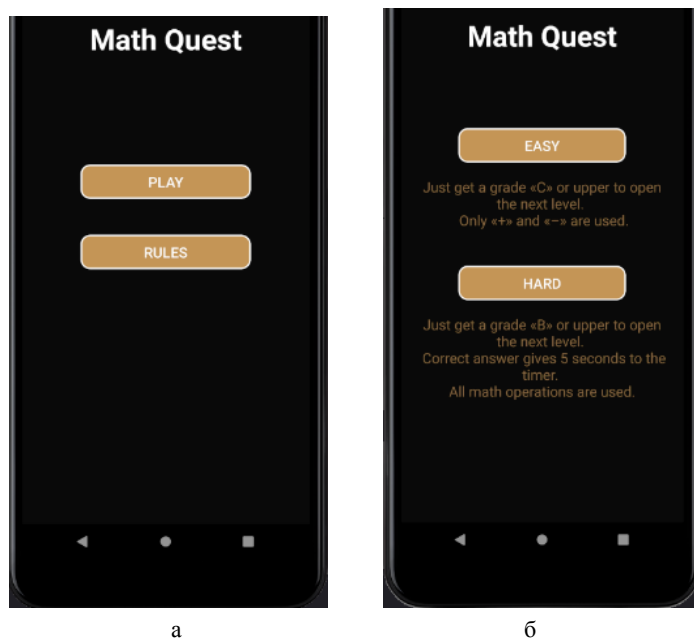 Math Quest
PLAY
RULES
а
Math Quest
EASY
Just get a grade «C» or upper to open
the next level.
Only «+» and «−» are used.
HARD
Just get a grade «B» or upper to open
the next level.
Correct answer gives 5 seconds to the
timer.
All math operations are used.
б